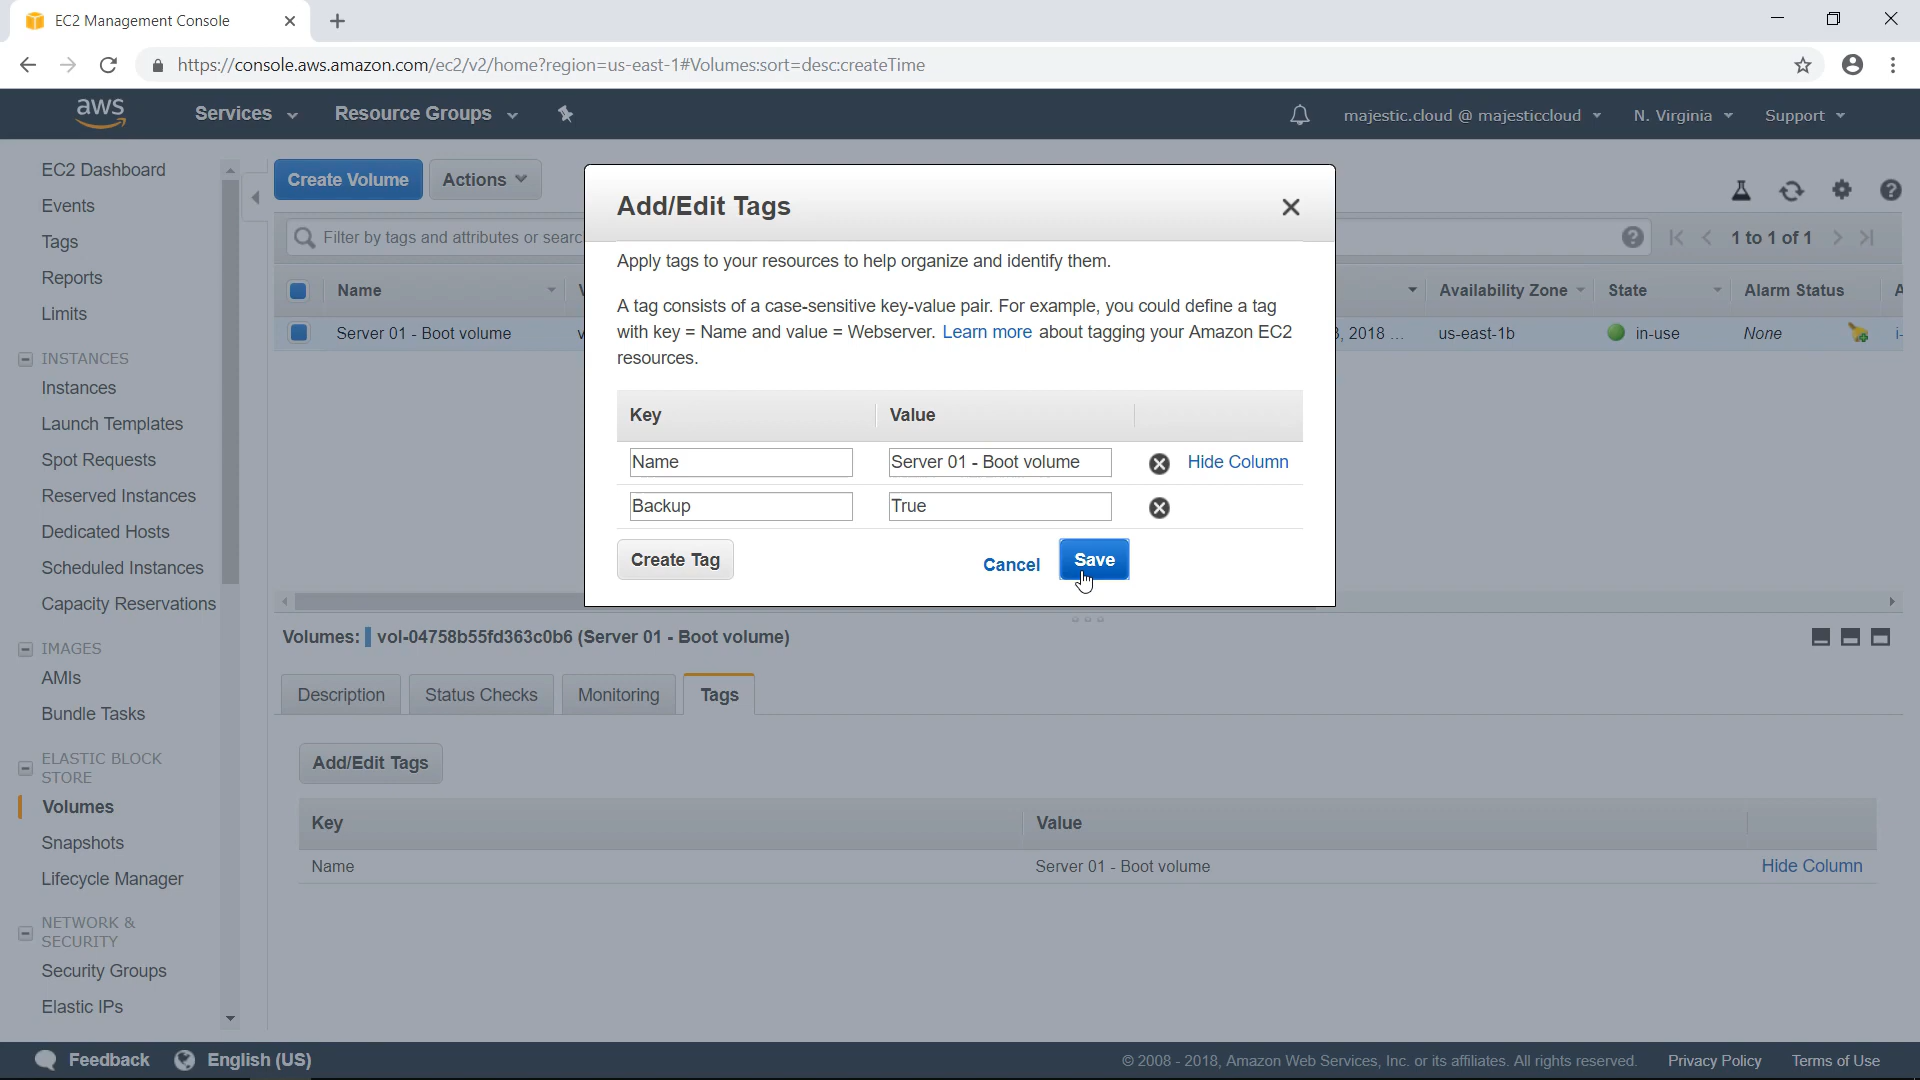 EC2 Management Console
https://console.aws.amazon.com/ec2/v2/home?region=us-east-1#Volumes:sort=desc:createTime
aws
Services
Resource Groups
majestic.cloud @ majesticcloud
N. Virginia
Support
EC2 Dashboard
Events
Tags
Reports
Limits
INSTANCES
Instances
Launch Templates
Spot Requests
Reserved Instances
Dedicated Hosts
Scheduled Instances
Capacity Reservations
IMAGES
AMIs
Bundle Tasks
ELASTIC BLOCK
STORE
Volumes
Snapshots
Lifecycle Manager
NETWORK &
SECURITY
Security Groups
Elastic IPs
Create Volume
Actions
Filter by tags and attributes or searc
1 to 1 of 1
Name
Availability Zone
State
Alarm Status
Server 01 - Boot volume
, 2018 ...
us-east-1b
in-use
None
i-
Add/Edit Tags
Apply tags to your resources to help organize and identify them.
A tag consists of a case-sensitive key-value pair. For example, you could define a tag
with key = Name and value = Webserver. Learn more about tagging your Amazon EC2
resources.
Key
Value
Name
Server 01 - Boot volume
Hide Column
Backup
True
Create Tag
Cancel
Save
Volumes: vol-04758b55fd363c0b6 (Server 01 - Boot volume)
Description
Status Checks
Monitoring
Tags
Add/Edit Tags
Key
Value
Name
Server 01 - Boot volume
Hide Column
Feedback
English (US)
© 2008 - 2018, Amazon Web Services, Inc. or its affiliates. All rights reserved.
Privacy Policy
Terms of Use